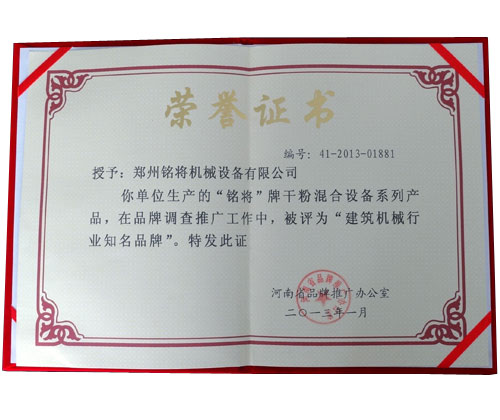 荣誉证书
编号: 41-2013-01881
授予: 郑州铭将机械设备有限公司
你单位生产的“铭将”牌干粉混合设备系列产
品, 在品牌调查推广工作中, 被评为“建筑机械行
业知名品牌”。特发此证
河南省品牌推广办公室
二〇一三年一月